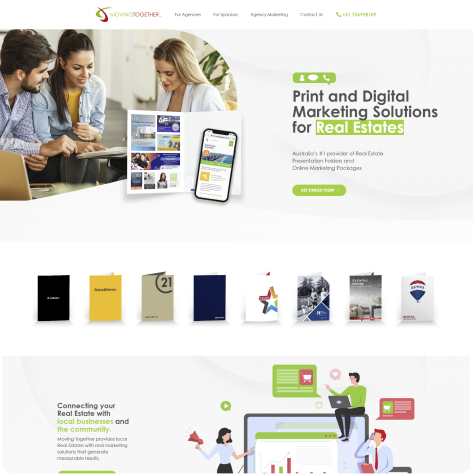 MOVINGTOGETHER
For Agencies
For Sponsors
Agency Marketing
Contact Us
Print and Digital
Marketing Solutions
for Real Estates
Australia's #1 provider of Real Estate
Presentation Folders and
Online Marketing Packages
GET STARTED TODAY
21
RE/MAX
Connecting your
Real Estate with
local businesses and
the community.
Moving Together provides local
Real Estates with real marketing
solutions that generate
measurable results.